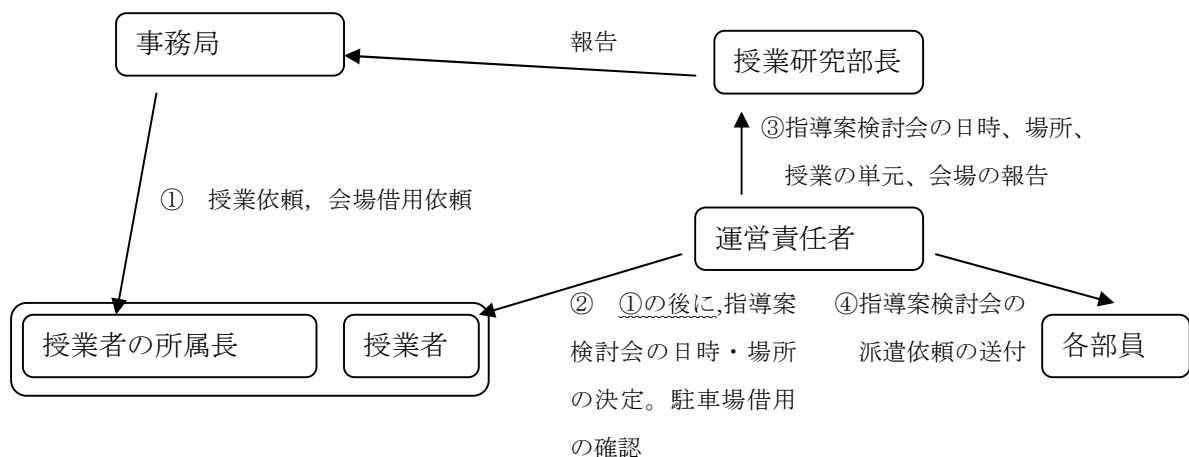 事務局
報告
授業研究部長
③指導案検討会の日時、場所、
授業の単元、会場の報告
①　授業依頼，会場借用依頼
運営責任者
授業者の所属長
授業者
②　①の後に,指導案
検討会の日時・場所
の決定。駐車場借用
の確認
④指導案検討会の
派遣依頼の送付
各部員